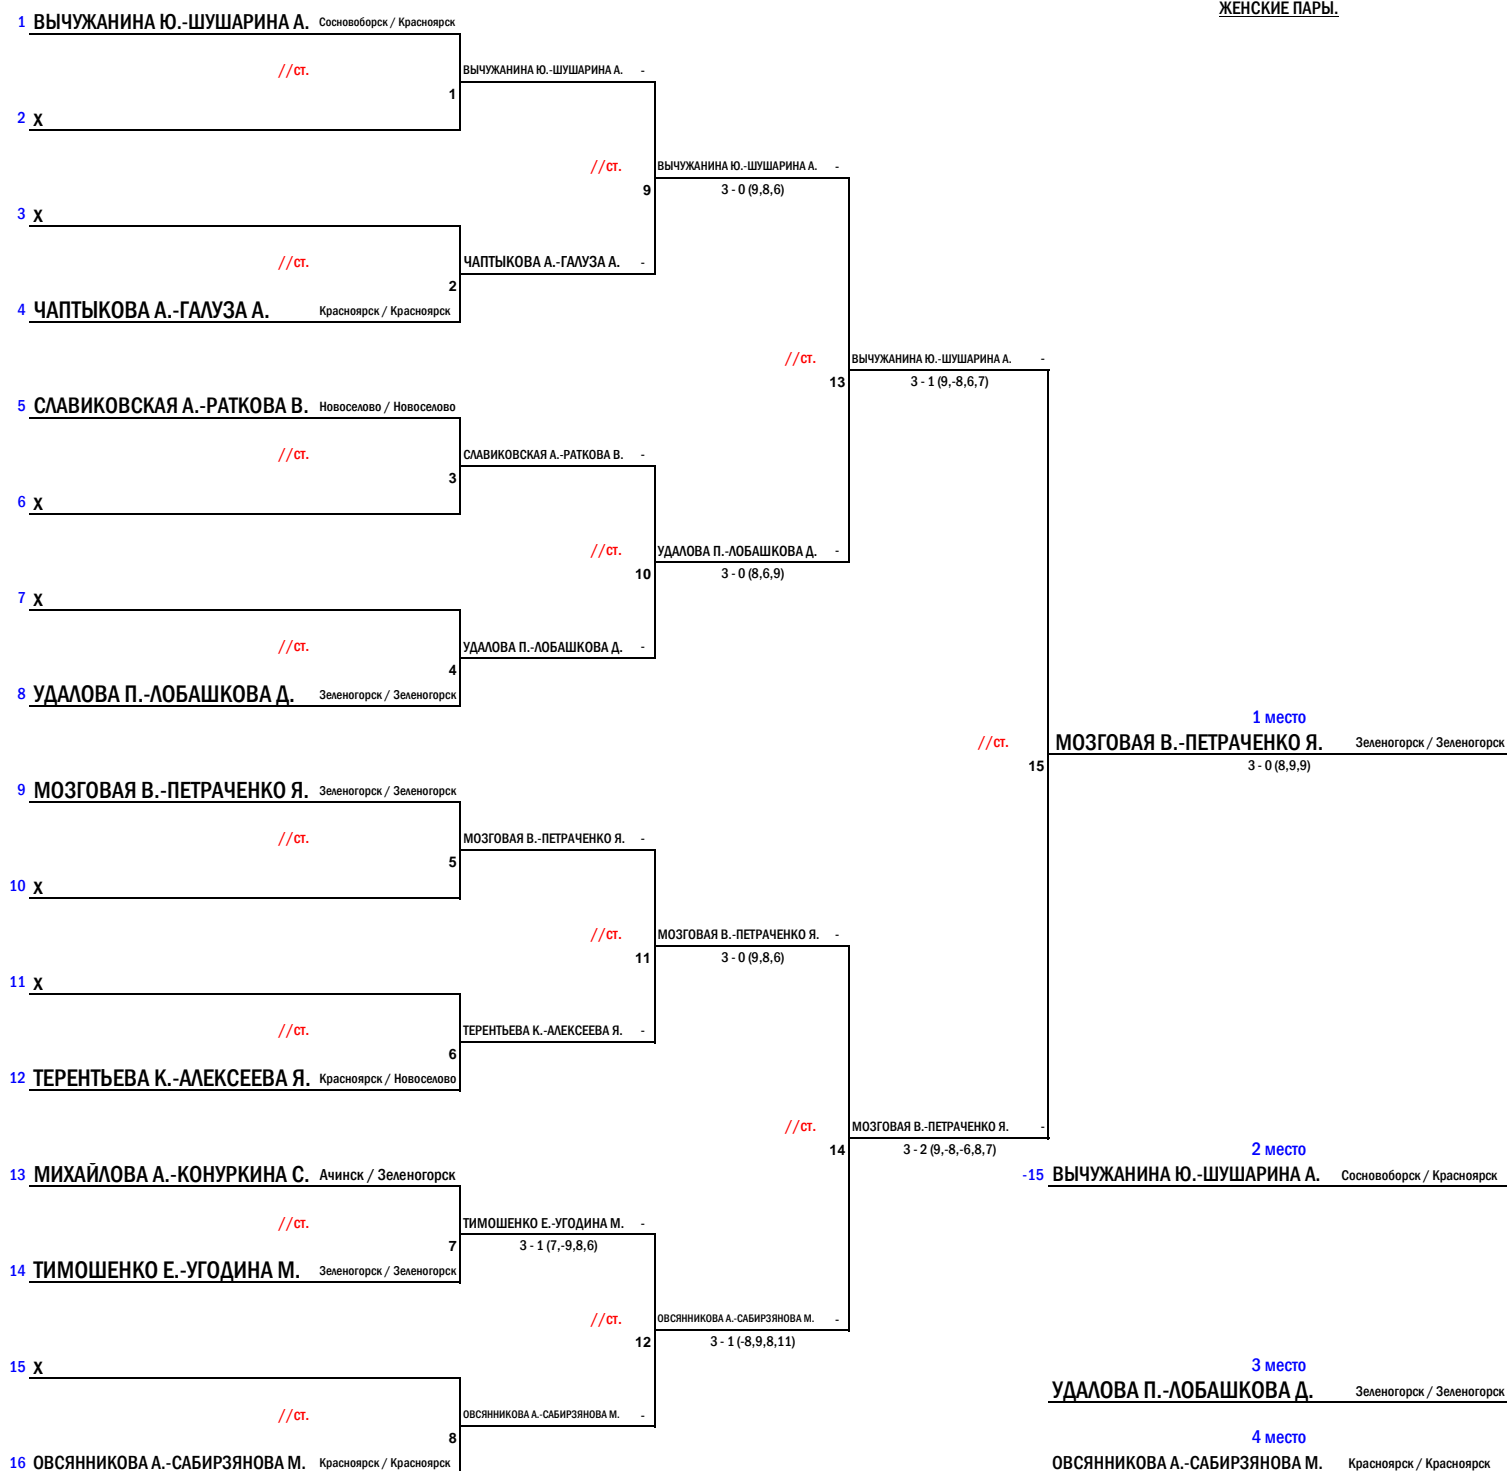 ЖЕНСКИЕ ПАРЫ.
1 ВЫЧУЖАНИНА Ю.-ШУШАРИНА А. Сосновоборск / Красноярск
//ст. ВЫЧУЖАНИНА Ю.-ШУШАРИНА А. -
1
2 X
//ст. ВЫЧУЖАНИНА Ю.-ШУШАРИНА А. -
9 3 - 0 (9,8,6)
3 X
//ст. ЧАПТЫКОВА А.-ГАЛУЗА А. -
2
4 ЧАПТЫКОВА А.-ГАЛУЗА А. Красноярск / Красноярск
//ст. ВЫЧУЖАНИНА Ю.-ШУШАРИНА А. -
13 3 - 1 (9,-8,6,7)
5 СЛАВИКОВСКАЯ А.-РАТКОВА В. Новоселово / Новоселово
//ст. СЛАВИКОВСКАЯ А.-РАТКОВА В. -
3
6 X
//ст. УДАЛОВА П.-ЛОБАШКОВА Д. -
10 3 - 0 (8,6,9)
7 X
//ст. УДАЛОВА П.-ЛОБАШКОВА Д. -
4
8 УДАЛОВА П.-ЛОБАШКОВА Д. Зеленогорск / Зеленогорск
1 место
//ст. МОЗГОВАЯ В.-ПЕТРАЧЕНКО Я. Зеленогорск / Зеленогорск
15 3 - 0 (8,9,9)
9 МОЗГОВАЯ В.-ПЕТРАЧЕНКО Я. Зеленогорск / Зеленогорск
//ст. МОЗГОВАЯ В.-ПЕТРАЧЕНКО Я. -
5
10 X
//ст. МОЗГОВАЯ В.-ПЕТРАЧЕНКО Я. -
11 3 - 0 (9,8,6)
11 X
//ст. ТЕРЕНТЬЕВА К.-АЛЕКСЕЕВА Я. -
6
12 ТЕРЕНТЬЕВА К.-АЛЕКСЕЕВА Я. Красноярск / Новоселово
//ст. МОЗГОВАЯ В.-ПЕТРАЧЕНКО Я. -
14 3 - 2 (9,-8,-6,8,7)
2 место
-15 ВЫЧУЖАНИНА Ю.-ШУШАРИНА А. Сосновоборск / Красноярск
13 МИХАЙЛОВА А.-КОНУРКИНА С. Ачинск / Зеленогорск
//ст. ТИМОШЕНКО Е.-УГОДИНА М. -
7 3 - 1 (7,-9,8,6)
14 ТИМОШЕНКО Е.-УГОДИНА М. Зеленогорск / Зеленогорск
//ст. ОВСЯННИКОВА А.-САБИРЗЯНОВА М. -
12 3 - 1 (-8,9,8,11)
15 X
3 место
УДАЛОВА П.-ЛОБАШКОВА Д. Зеленогорск / Зеленогорск
//ст. ОВСЯННИКОВА А.-САБИРЗЯНОВА М. -
8
4 место
16 ОВСЯННИКОВА А.-САБИРЗЯНОВА М. Красноярск / Красноярск
ОВСЯННИКОВА А.-САБИРЗЯНОВА М. Красноярск / Красноярск